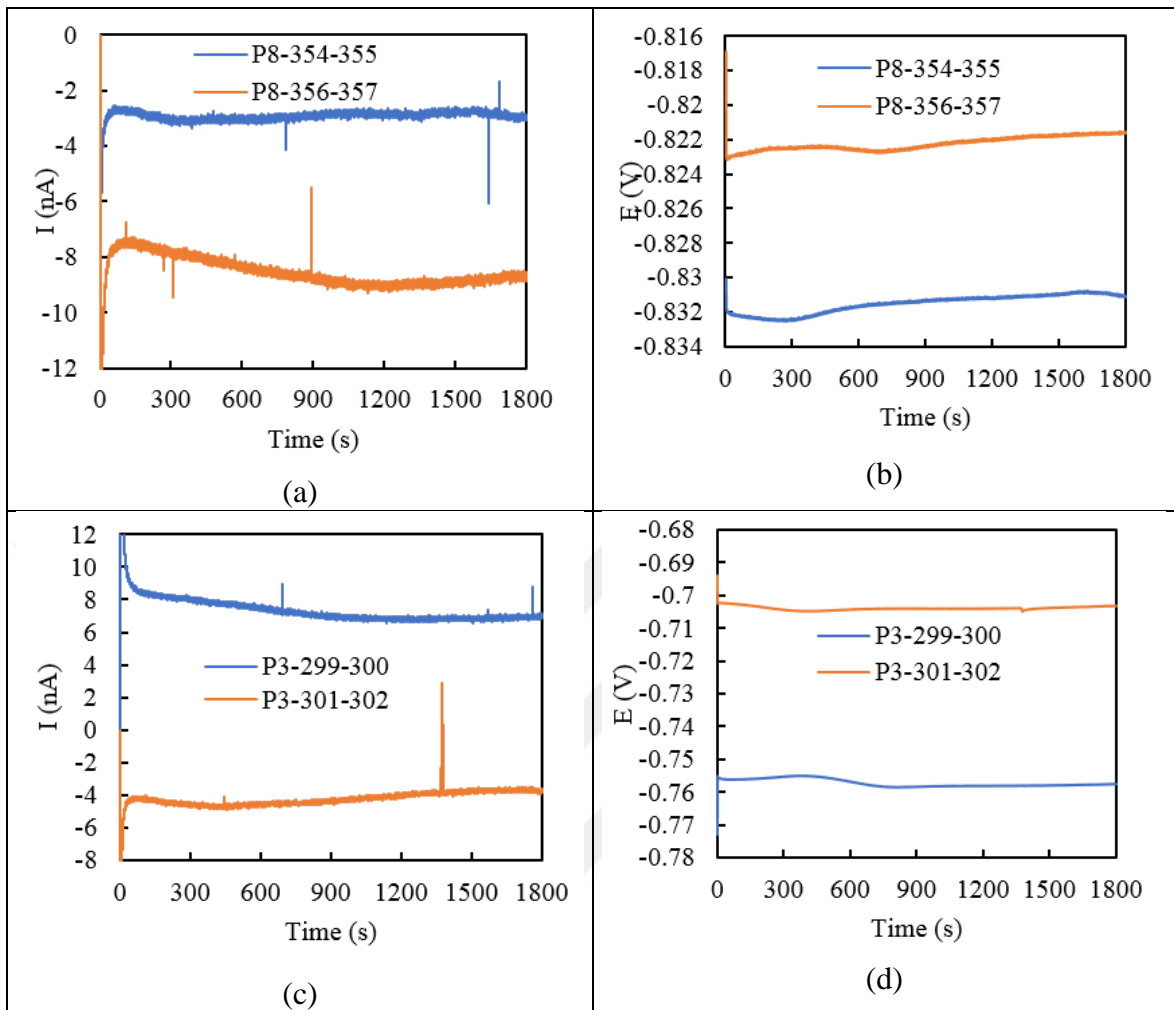 0
-2
-4
-6
-8
-10
-12
I (nA)
P8-354-355
P8-356-357
0 300 600 900 1200 1500 1800
Time (s)
(a)
-0.816
-0.818
-0.82
-0.822
-0.824
-0.826
-0.828
-0.83
-0.832
-0.834
E (V)
P8-354-355
P8-356-357
0 300 600 900 1200 1500 1800
Time (s)
(b)
12
10
8
6
4
2
0
-2
-4
-6
-8
I (nA)
P3-299-300
P3-301-302
0 300 600 900 1200 1500 1800
Time (s)
(c)
-0.68
-0.69
-0.7
-0.71
-0.72
-0.73
-0.74
-0.75
-0.76
-0.77
-0.78
E (V)
P3-299-300
P3-301-302
0 300 600 900 1200 1500 1800
Time (s)
(d)